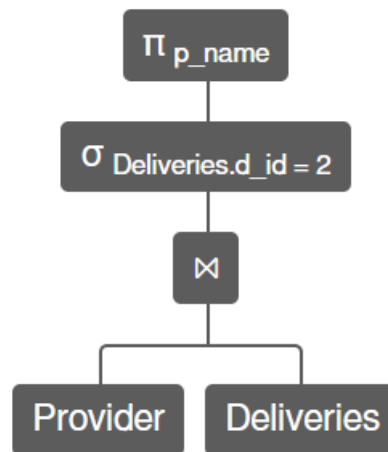 π p_name
σ Deliveries.d_id = 2
⋈
Provider Deliveries